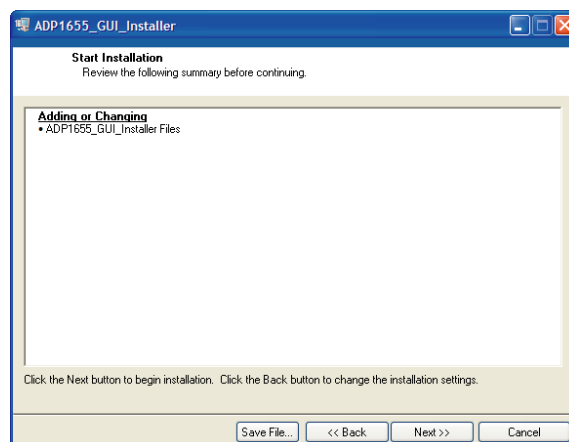 ADP1655_GUI_Installer
Start Installation
Review the following summary before continuing.
Adding or Changing
• ADP1655_GUI_Installer Files
Click the Next button to begin installation.  Click the Back button to change the installation settings.
Save File... << Back Next >> Cancel